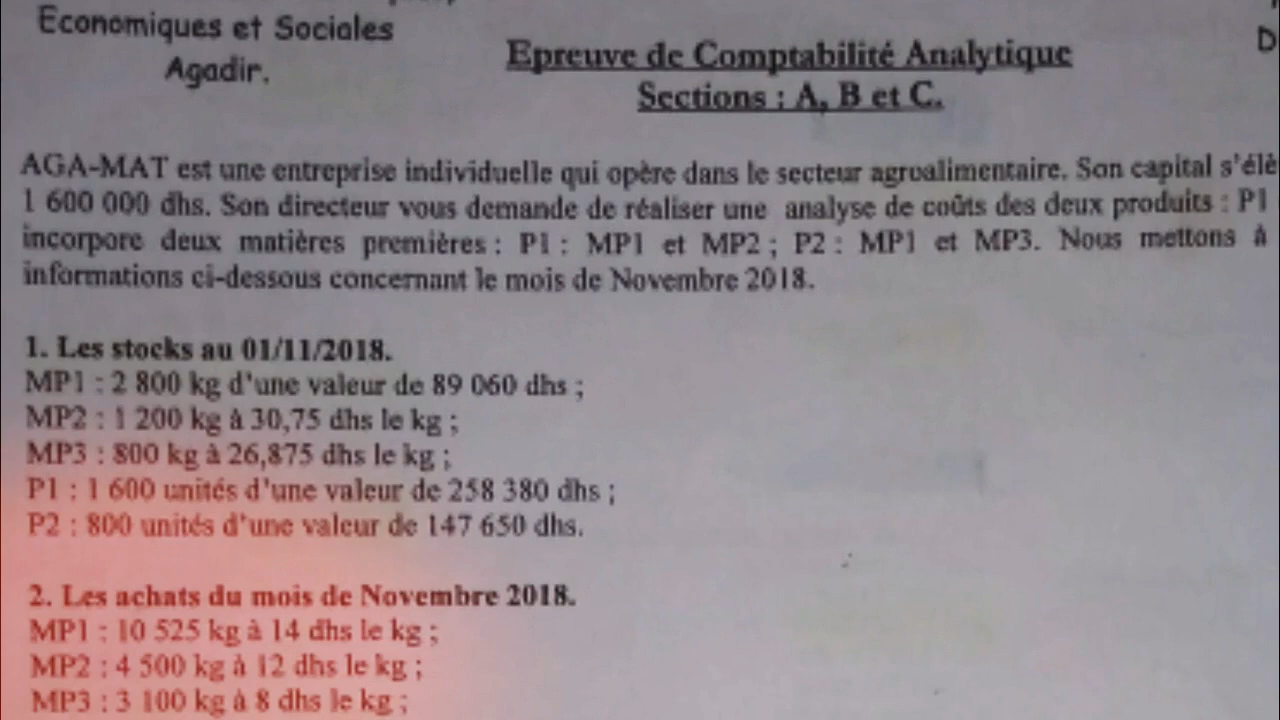 Economiques et Sociales
Agadir.
Epreuve de Comptabilité Analytique
Sections : A, B et C.
AGA-MAT est une entreprise individuelle qui opère dans le secteur agroalimentaire. Son capital s'élè
1 600 000 dhs. Son directeur vous demande de réaliser une analyse de coûts des deux produits : P1
incorpore deux matières premières : P1 : MP1 et MP2 ; P2 : MP1 et MP3. Nous mettons à
informations ci-dessous concernant le mois de Novembre 2018.
1. Les stocks au 01/11/2018.
MP1 : 2 800 kg d'une valeur de 89 060 dhs ;
MP2 : 1 200 kg à 30,75 dhs le kg ;
MP3 : 800 kg à 26,875 dhs le kg ;
P1 : 1 600 unités d'une valeur de 258 380 dhs ;
P2 : 800 unités d'une valeur de 147 650 dhs.
2. Les achats du mois de Novembre 2018.
MP1 : 10 525 kg à 14 dhs le kg ;
MP2 : 4 500 kg à 12 dhs le kg ;
MP3 : 3 100 kg à 8 dhs le kg ;